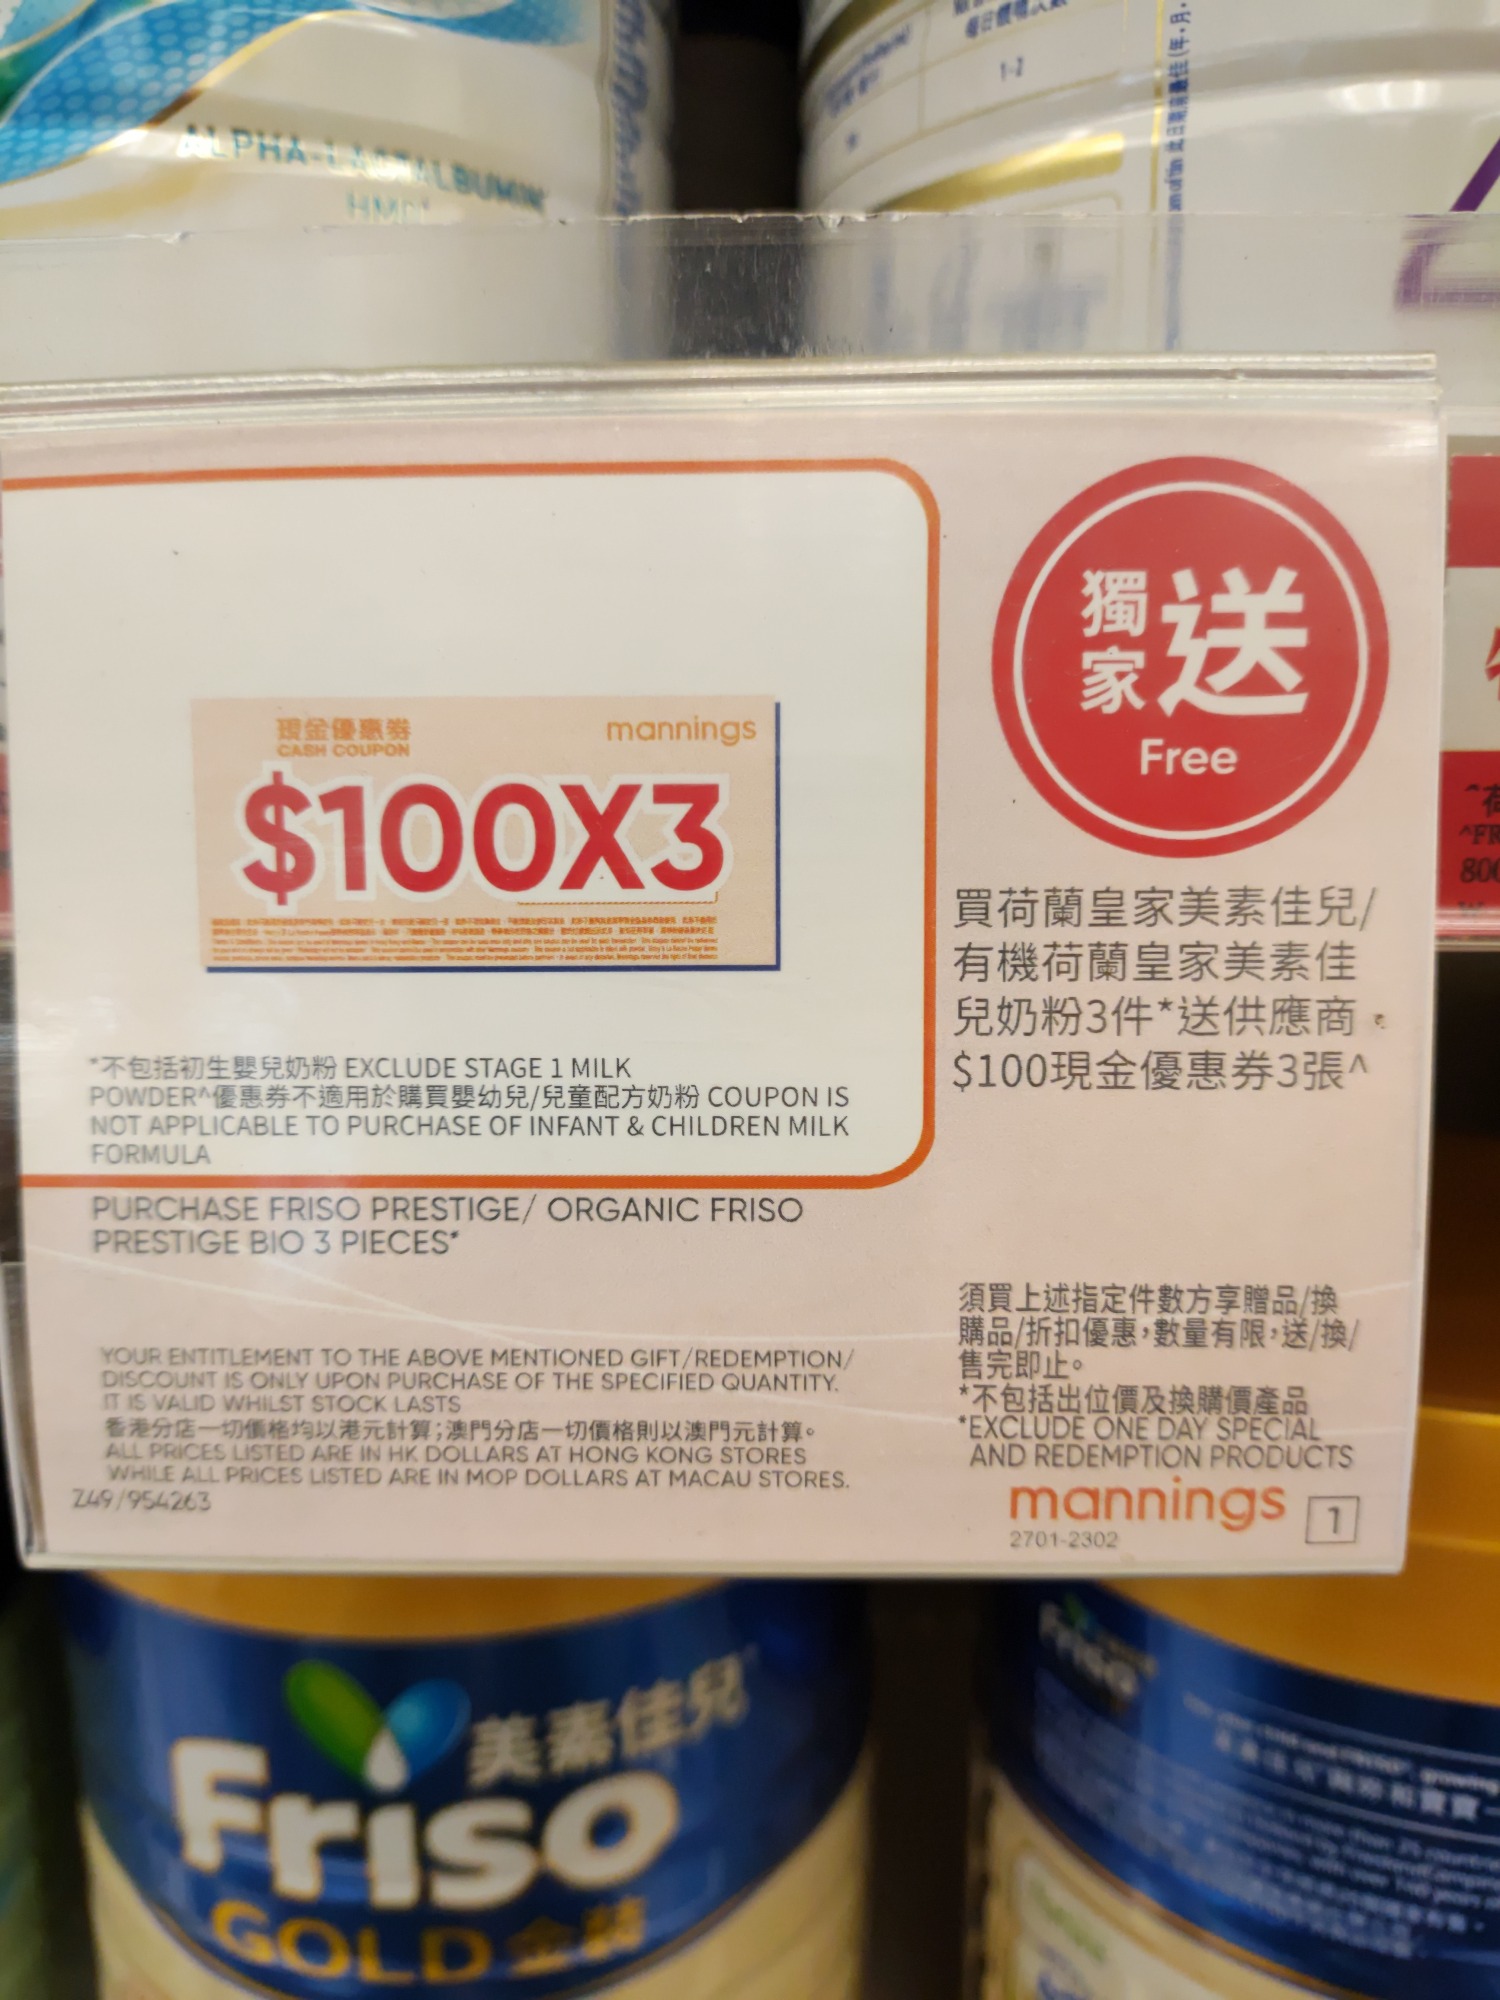 ALPHA-LACTALBUMIN
1-2
獨家
送
Free
現金優惠券
CASH COUPON
mannings
$100X3
買荷蘭皇家美素佳兒/
有機荷蘭皇家美素佳
兒奶粉3件*送供應商
$100現金優惠券3張^
*不包括初生嬰兒奶粉 EXCLUDE STAGE 1 MILK
POWDER^優惠券不適用於購買嬰幼兒/兒童配方奶粉 COUPON IS
NOT APPLICABLE TO PURCHASE OF INFANT & CHILDREN MILK
FORMULA
PURCHASE FRISO PRESTIGE/ ORGANIC FRISO
PRESTIGE BIO 3 PIECES*
YOUR ENTITLEMENT TO THE ABOVE MENTIONED GIFT/REDEMPTION/
DISCOUNT IS ONLY UPON PURCHASE OF THE SPECIFIED QUANTITY.
IT IS VALID WHILST STOCK LASTS
香港分店一切價格均以港元計算;澳門分店一切價格則以澳門元計算。
ALL PRICES LISTED ARE IN HK DOLLARS AT HONG KONG STORES
WHILE ALL PRICES LISTED ARE IN MOP DOLLARS AT MACAU STORES.
Z49/954263
須買上述指定件數方享贈品/換
購品/折扣優惠,數量有限,送/換/
售完即止。
*不包括出位價及換購價產品
*EXCLUDE ONE DAY SPECIAL
AND REDEMPTION PRODUCTS
mannings
2701-2302
1
^FR
美素佳兒
Friso
GOLD 金裝
Friso